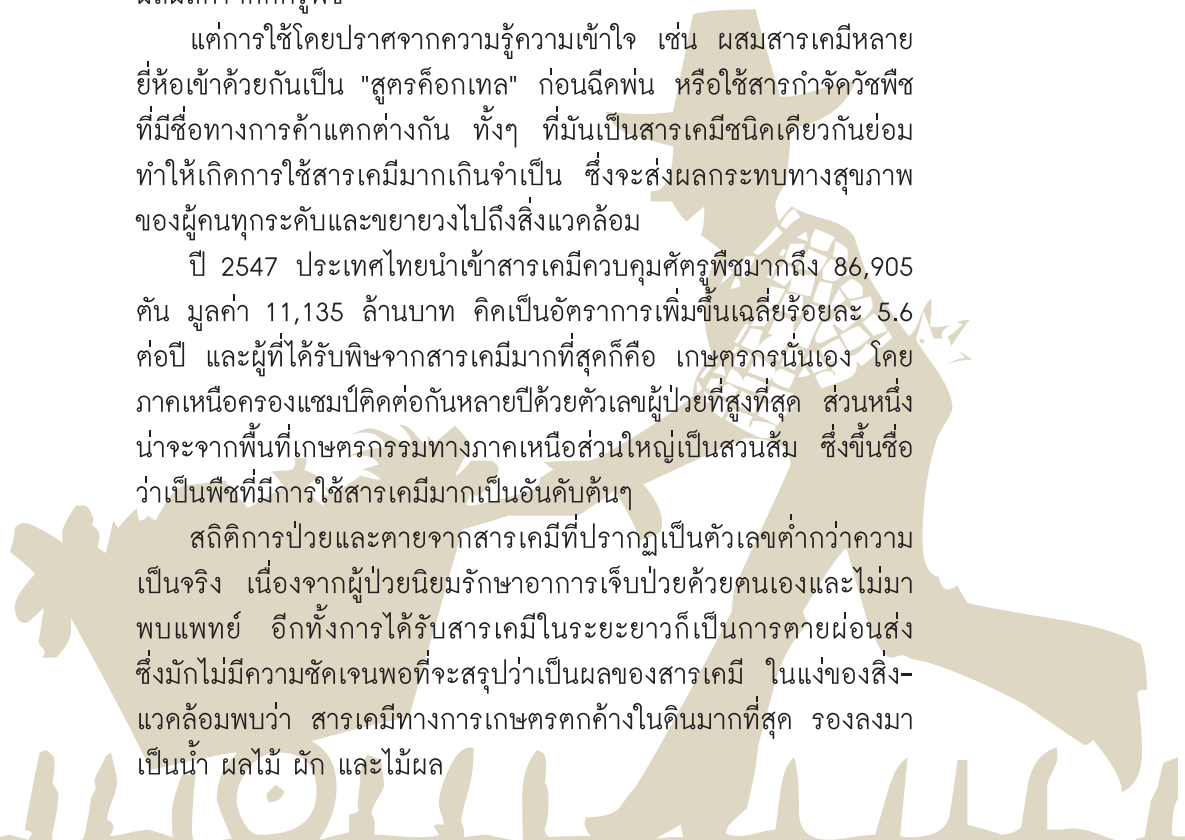 แต่การใช้โดยปราศจากความรู้ความเข้าใจ เช่น ผสมสารเคมีหลาย
ยี่ห้อเข้าด้วยกันเป็น "สูตรค็อกเทล" ก่อนฉีดพ่น หรือใช้สารกำจัดวัชพืช
ที่มีชื่อทางการค้าแตกต่างกัน ทั้งๆ ที่มันเป็นสารเคมีชนิดเดียวกันย่อม
ทำให้เกิดการใช้สารเคมีมากเกินจำเป็น ซึ่งจะส่งผลกระทบทางสุขภาพ
ของผู้คนทุกระดับและขยายวงไปถึงสิ่งแวดล้อม
ปี 2547 ประเทศไทยนำเข้าสารเคมีควบคุมศัตรูพืชมากถึง 86,905
ตัน มูลค่า 11,135 ล้านบาท คิดเป็นอัตราการเพิ่มขึ้นเฉลี่ยร้อยละ 5.6
ต่อปี และผู้ที่ได้รับพิษจากสารเคมีมากที่สุดก็คือ เกษตรกรนั่นเอง โดย
ภาคเหนือครองแชมป์ติดต่อกันหลายปีด้วยตัวเลขผู้ป่วยที่สูงที่สุด ส่วนหนึ่ง
น่าจะจากพื้นที่เกษตรกรรมทางภาคเหนือส่วนใหญ่เป็นสวนส้ม ซึ่งขึ้นชื่อ
ว่าเป็นพืชที่มีการใช้สารเคมีมากเป็นอันดับต้นๆ
สถิติการป่วยและตายจากสารเคมีที่ปรากฏเป็นตัวเลขต่ำกว่าความ
เป็นจริง เนื่องจากผู้ป่วยนิยมรักษาอาการเจ็บป่วยด้วยตนเองและไม่มา
พบแพทย์ อีกทั้งการได้รับสารเคมีในระยะยาวก็เป็นการตายผ่อนส่ง
ซึ่งมักไม่มีความชัดเจนพอที่จะสรุปว่าเป็นผลของสารเคมี ในแง่ของสิ่ง-
แวดล้อมพบว่า สารเคมีทางการเกษตรตกค้างในดินมากที่สุด รองลงมา
เป็นน้ำ ผลไม้ ผัก และไม้ผล